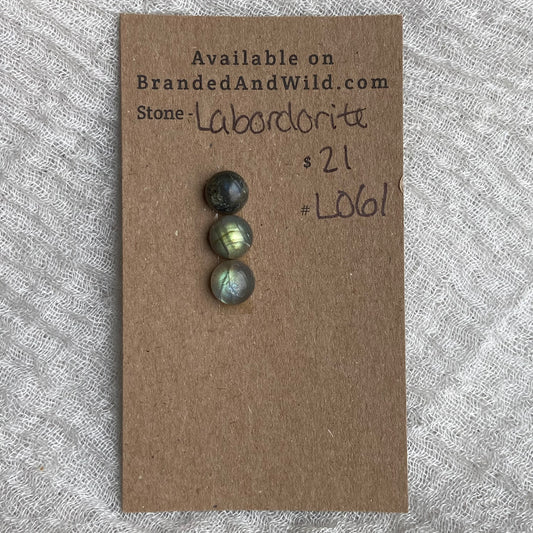 Available on
BrandedAndWild.com
Stone - Labordorite
$ 21
# L061